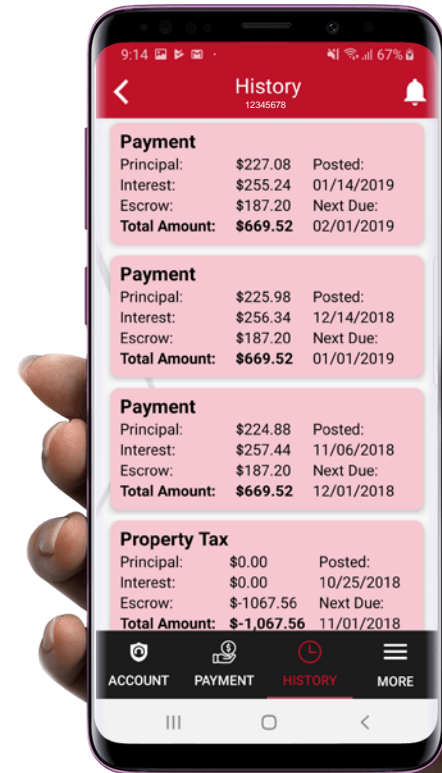 9:14 67%
History
12345678
Payment
Principal: $227.08 Posted:
Interest: $255.24 01/14/2019
Escrow: $187.20 Next Due:
Total Amount: $669.52 02/01/2019
Payment
Principal: $225.98 Posted:
Interest: $256.34 12/14/2018
Escrow: $187.20 Next Due:
Total Amount: $669.52 01/01/2019
Payment
Principal: $224.88 Posted:
Interest: $257.44 11/06/2018
Escrow: $187.20 Next Due:
Total Amount: $669.52 12/01/2018
Property Tax
Principal: $0.00 Posted:
Interest: $0.00 10/25/2018
Escrow: $-1067.56 Next Due:
Total Amount: $-1,067.56 11/01/2018
ACCOUNT PAYMENT HISTORY MORE